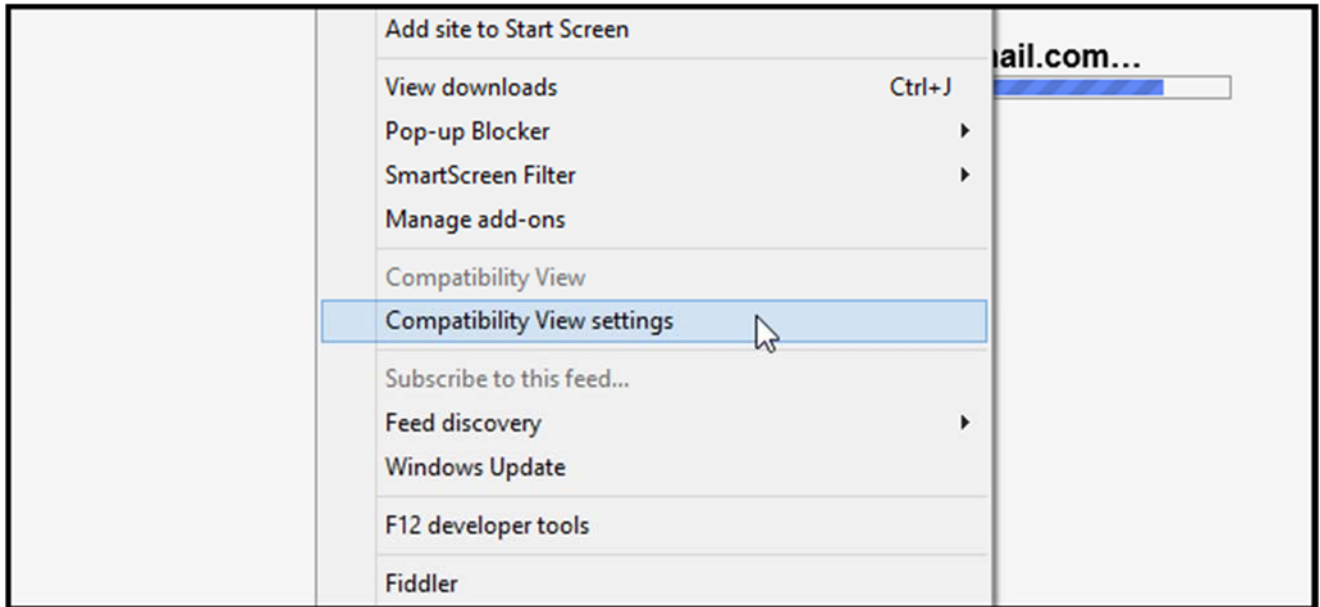 Add site to Start Screen
ail.com...
View downloads Ctrl+J
Pop-up Blocker
SmartScreen Filter
Manage add-ons
Compatibility View
Compatibility View settings
Subscribe to this feed...
Feed discovery
Windows Update
F12 developer tools
Fiddler